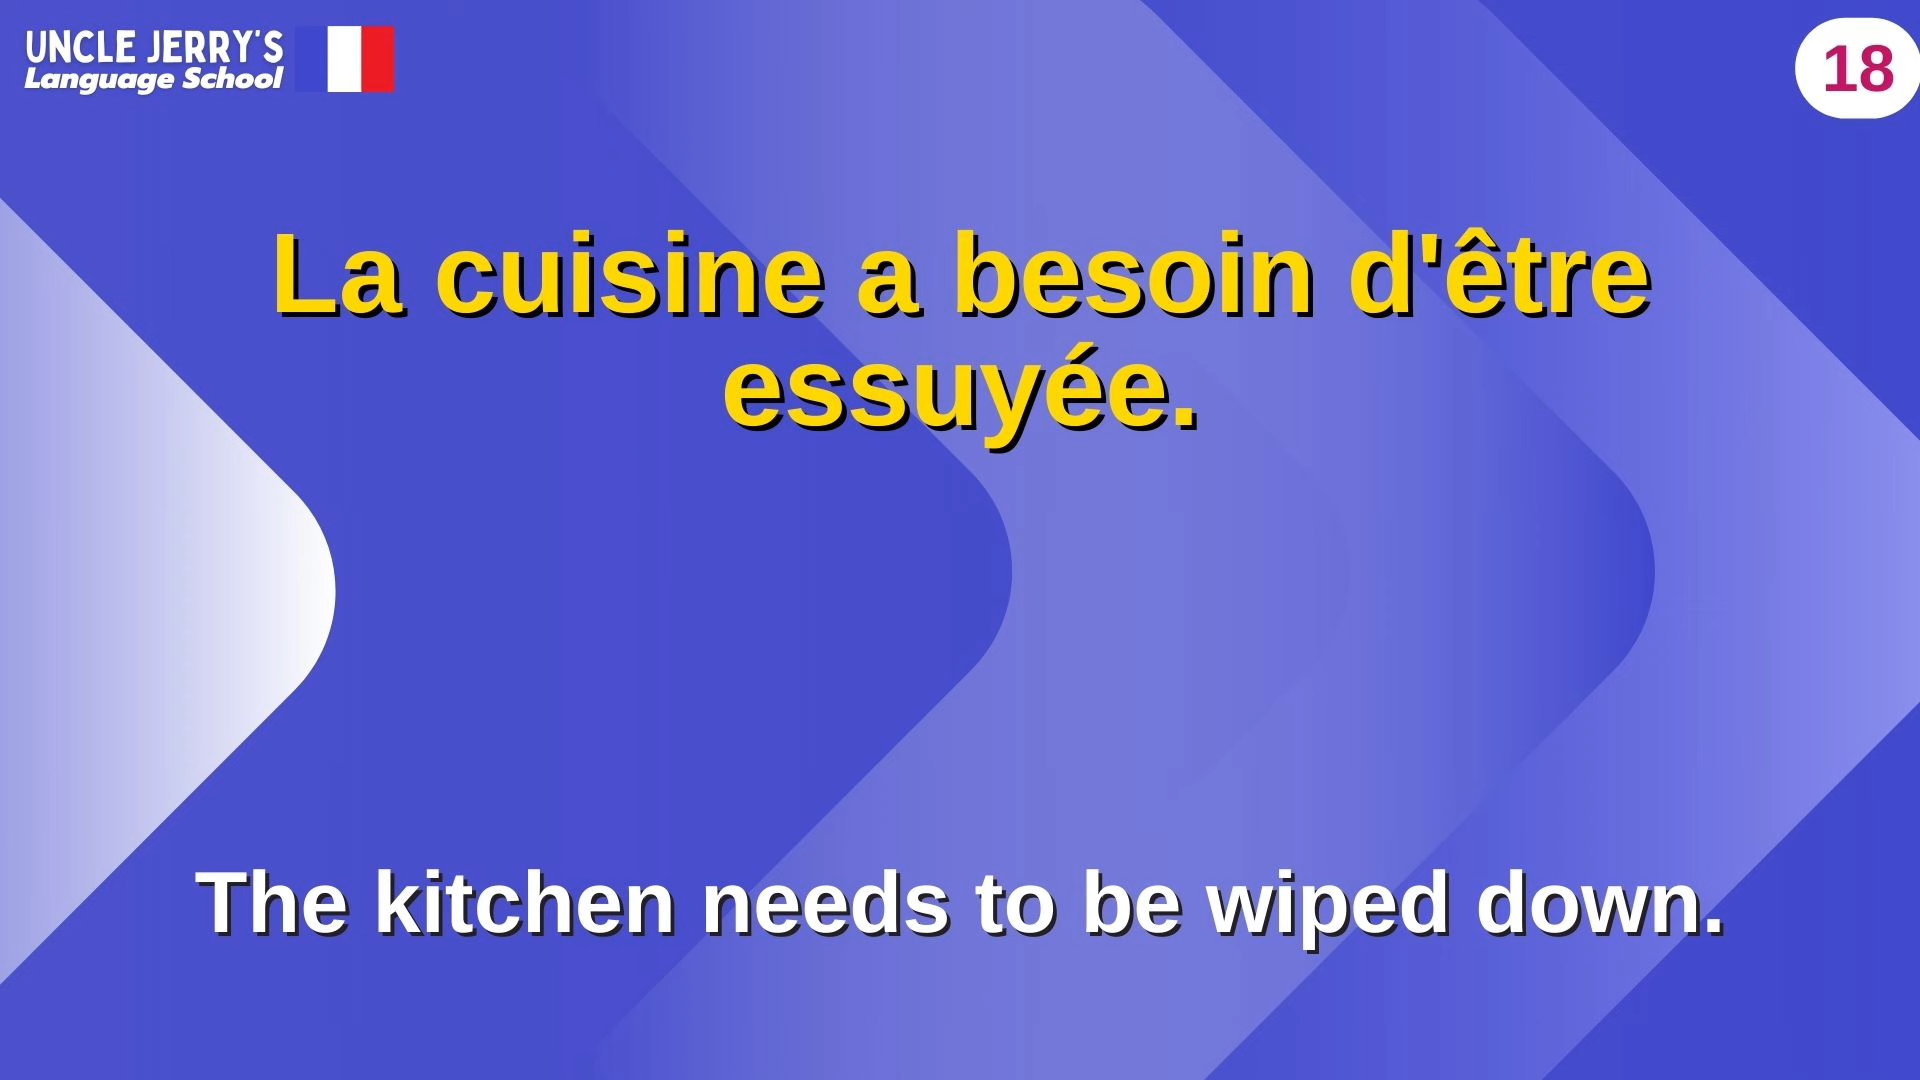 UNCLE JERRY'S
Language School
18
La cuisine a besoin d'être
essuyée.
The kitchen needs to be wiped down.